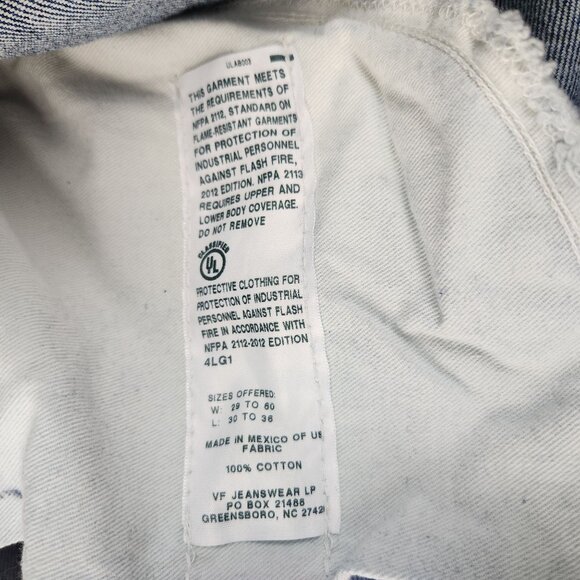 ULAB003
THIS GARMENT MEETS
THE REQUIREMENTS OF
NFPA 2112, STANDARD ON
FLAME-RESISTANT GARMENTS
FOR PROTECTION OF
INDUSTRIAL PERSONNEL
AGAINST FLASH FIRE,
2012 EDITION. NFPA 2113
REQUIRES UPPER AND
LOWER BODY COVERAGE.
DO NOT REMOVE
CLASSIFIED
UL
PROTECTIVE CLOTHING FOR
PROTECTION OF INDUSTRIAL
PERSONNEL AGAINST FLASH
FIRE IN ACCORDANCE WITH
NFPA 2112-2012 EDITION
4LG1
SIZES OFFERED:
W: 29 TO 60
L: 30 TO 36
MADE IN MEXICO OF US
FABRIC
100% COTTON
VF JEANSWEAR LP
PO BOX 21488
GREENSBORO, NC